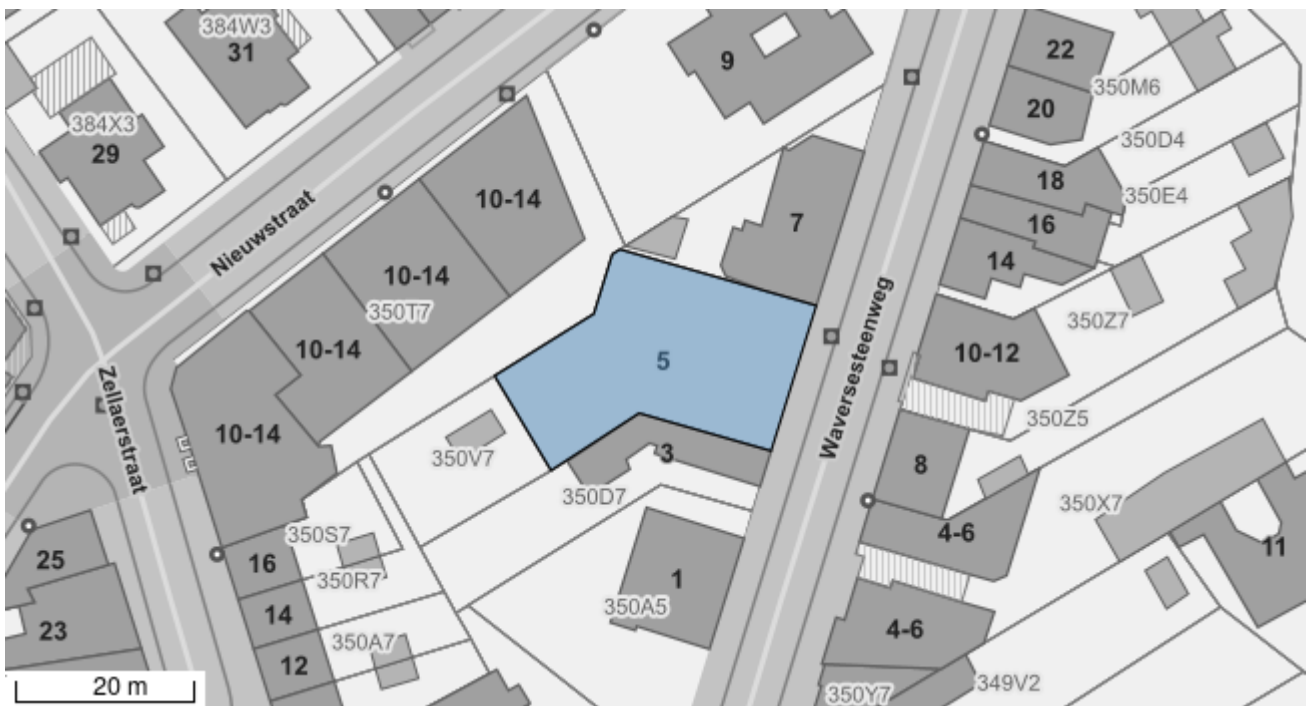 384W3
31
9
22
350M6
20
384X3
29
350D4
18
350E4
10-14
7
16
Nieuwstraat
14
10-14
350T7
350Z7
10-14
5
Waversesteenweg
10-12
Zellaerstraat
350Z5
10-14
350V7
3
8
350D7
350X7
350S7
4-6
11
25
16
350R7
1
350A5
14
23
350A7
4-6
12
20 m
350Y7
349V2